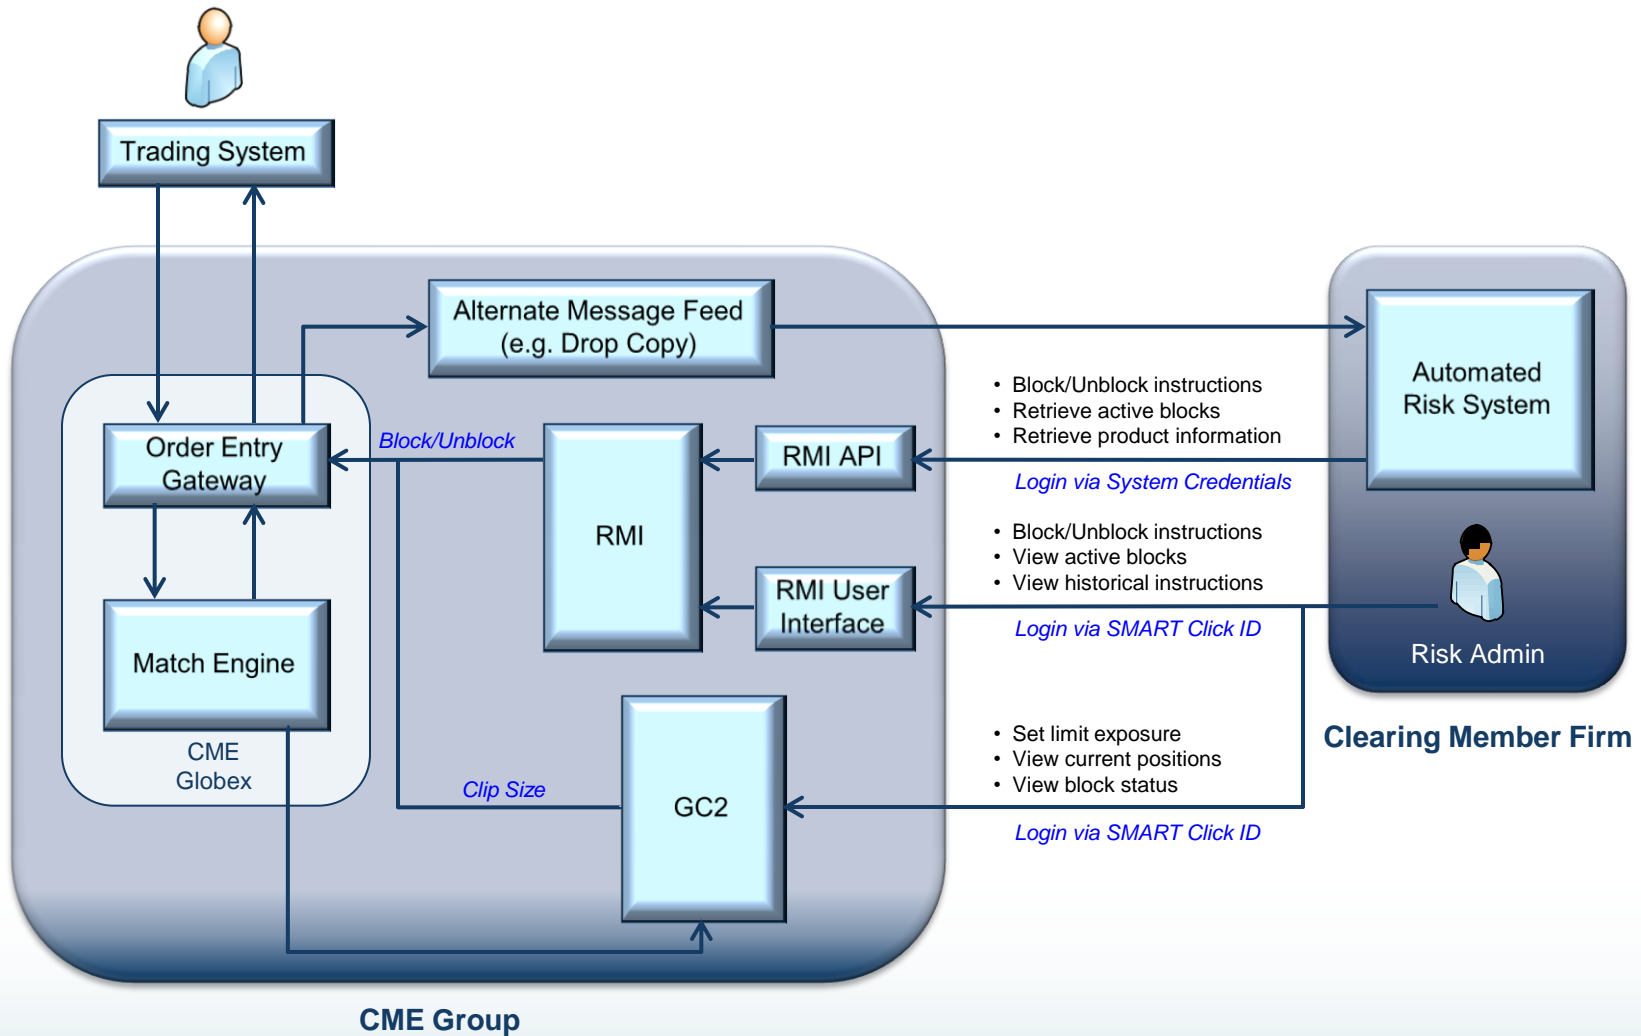 Trading System
Alternate Message Feed
(e.g. Drop Copy)
Automated
Risk System
• Block/Unblock instructions
• Retrieve active blocks
• Retrieve product information
Order Entry
Gateway
Block/Unblock
RMI API
Login via System Credentials
RMI
• Block/Unblock instructions
• View active blocks
• View historical instructions
RMI User
Interface
Login via SMART Click ID
Risk Admin
Match Engine
CME
Globex
Clip Size
GC2
• Set limit exposure
• View current positions
• View block status
Login via SMART Click ID
Clearing Member Firm
CME Group